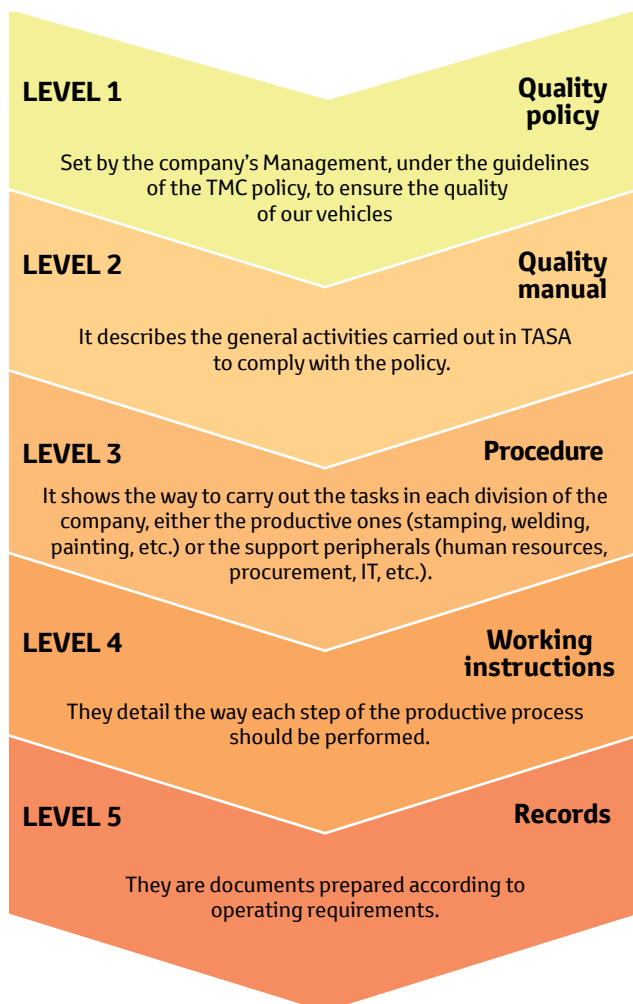 LEVEL 1
Quality
policy
Set by the company's Management, under the guidelines
of the TMC policy, to ensure the quality
of our vehicles
LEVEL 2
Quality
manual
It describes the general activities carried out in TASA
to comply with the policy.
LEVEL 3
Procedure
It shows the way to carry out the tasks in each division of the
company, either the productive ones (stamping, welding,
painting, etc.) or the support peripherals (human resources,
procurement, IT, etc.).
LEVEL 4
Working
instructions
They detail the way each step of the productive process
should be performed.
LEVEL 5
Records
They are documents prepared according to
operating requirements.